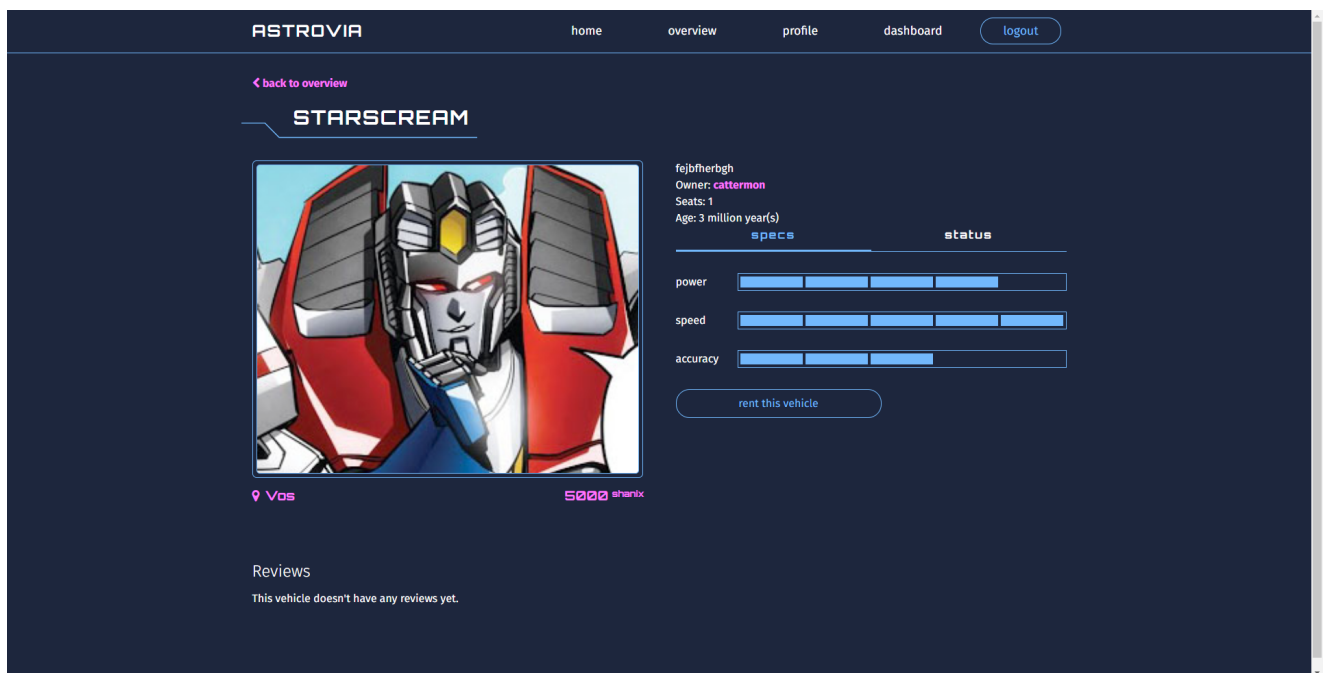 ASTROVIA
home
overview
profile
dashboard
logout
back to overview
STARSCREAM
fejbfherbgh
Owner: cattermon
Seats: 1
Age: 3 million year(s)
specs
status
power
speed
accuracy
rent this vehicle
Vos
5000 shanix
Reviews
This vehicle doesn't have any reviews yet.